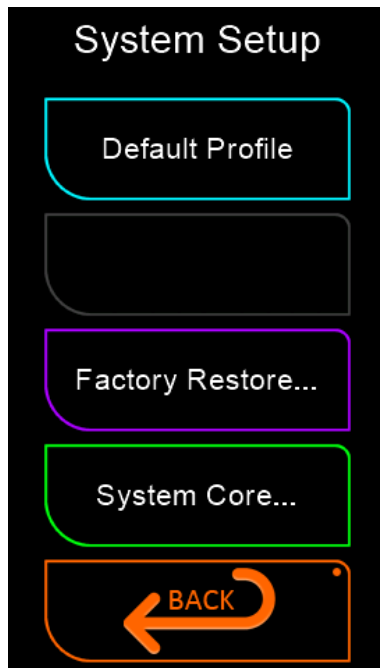 System Setup
Default Profile
Factory Restore...
System Core...
BACK